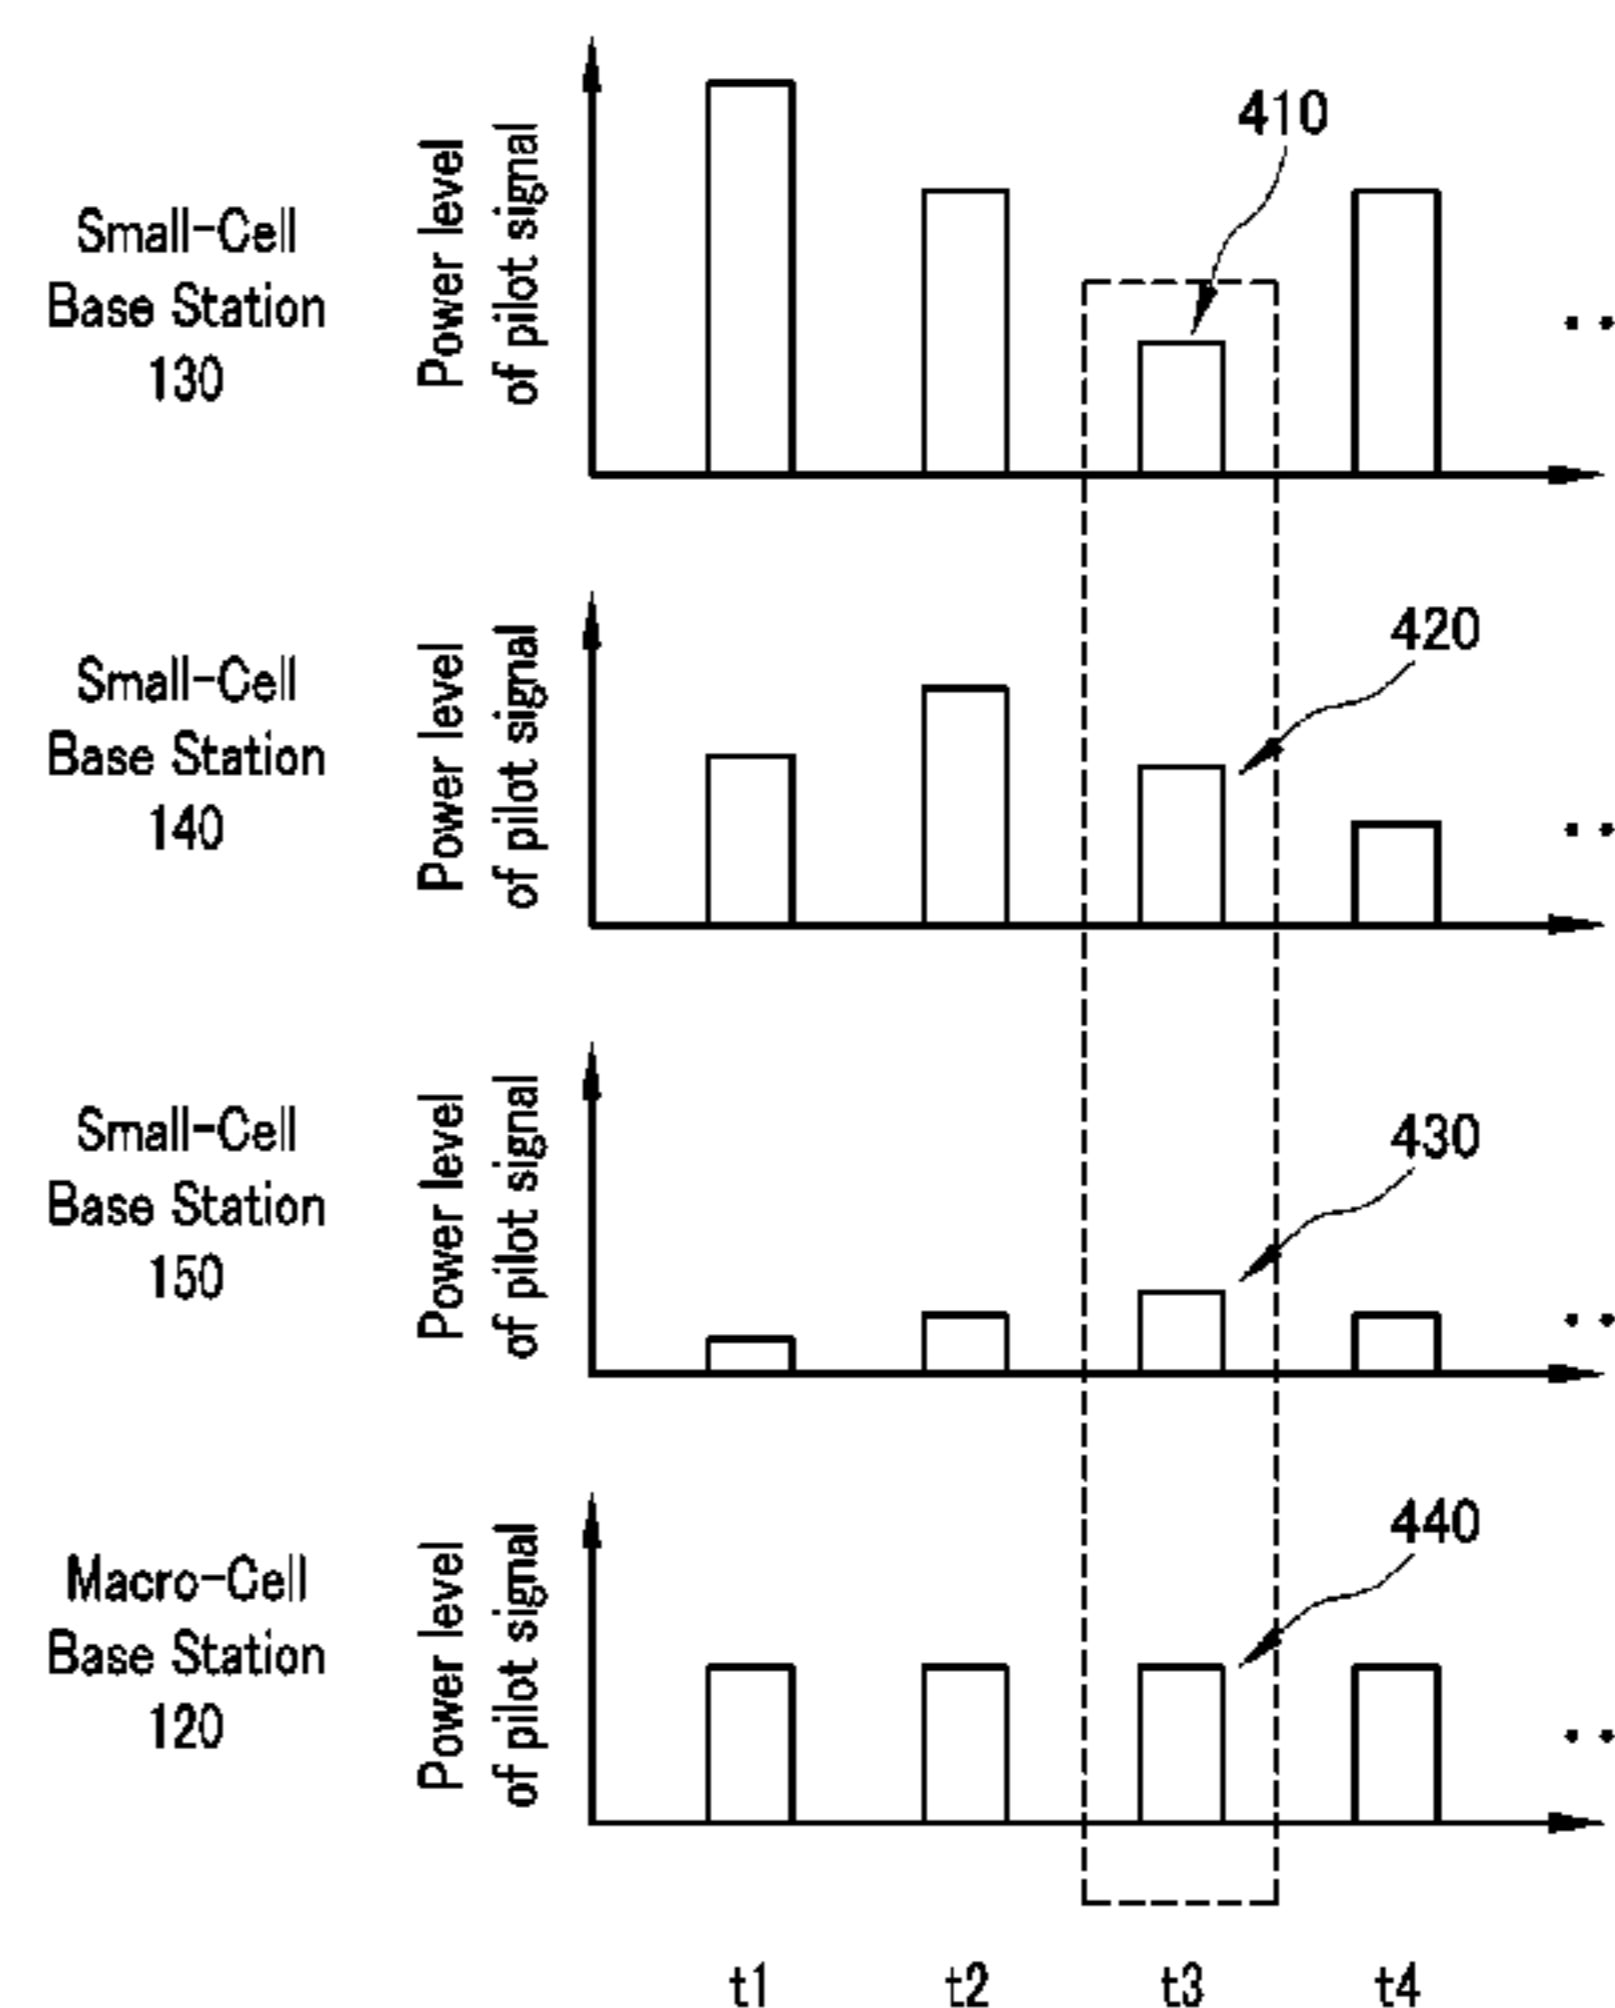 Small-Cell
Base Station
130
Power level
of pilot signal
410
Small-Cell
Base Station
140
Power level
of pilot signal
420
Small-Cell
Base Station
150
Power level
of pilot signal
430
Macro-Cell
Base Station
120
Power level
of pilot signal
440
t1 t2 t3 t4